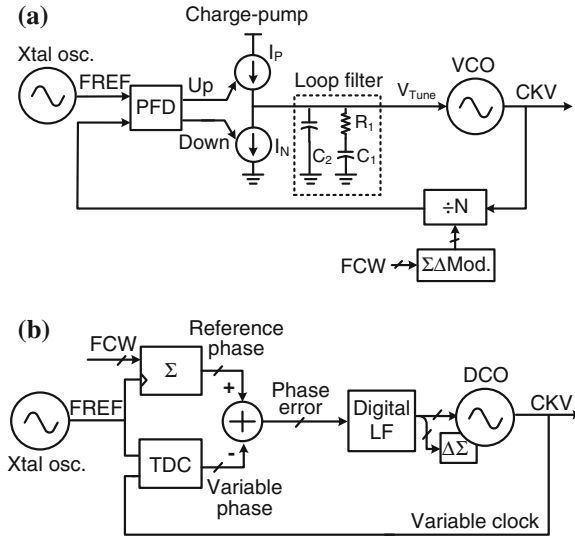 (a)
Charge-pump
Xtal osc.
FREF
PFD
Up
Down
I_P
I_N
Loop filter
C_2
R_1
C_1
V_Tune
VCO
CKV
÷N
FCW
ΣΔMod.
(b)
FCW
Σ
Reference
phase
+
FREF
Xtal osc.
TDC
-
Variable
phase
Phase
error
Digital
LF
DCO
ΔΣ
CKV
Variable clock